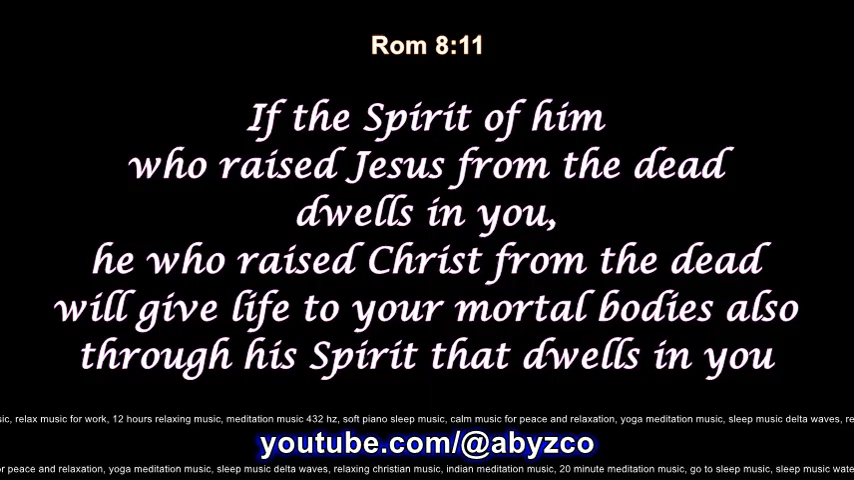 Rom 8:11
If the Spirit of him
who raised Jesus from the dead
dwells in you,
he who raised Christ from the dead
will give life to your mortal bodies also
through his Spirit that dwells in you
relax music for work, 12 hours relaxing music, meditation music 432 hz, soft piano sleep music, calm music for peace and relaxation, yoga meditation music, sleep music delta waves,
youtube.com/@abyzco
peace and relaxation, yoga meditation music, sleep music delta waves, relaxing christian music, indian meditation music, 20 minute meditation music, go to sleep music, sleep music